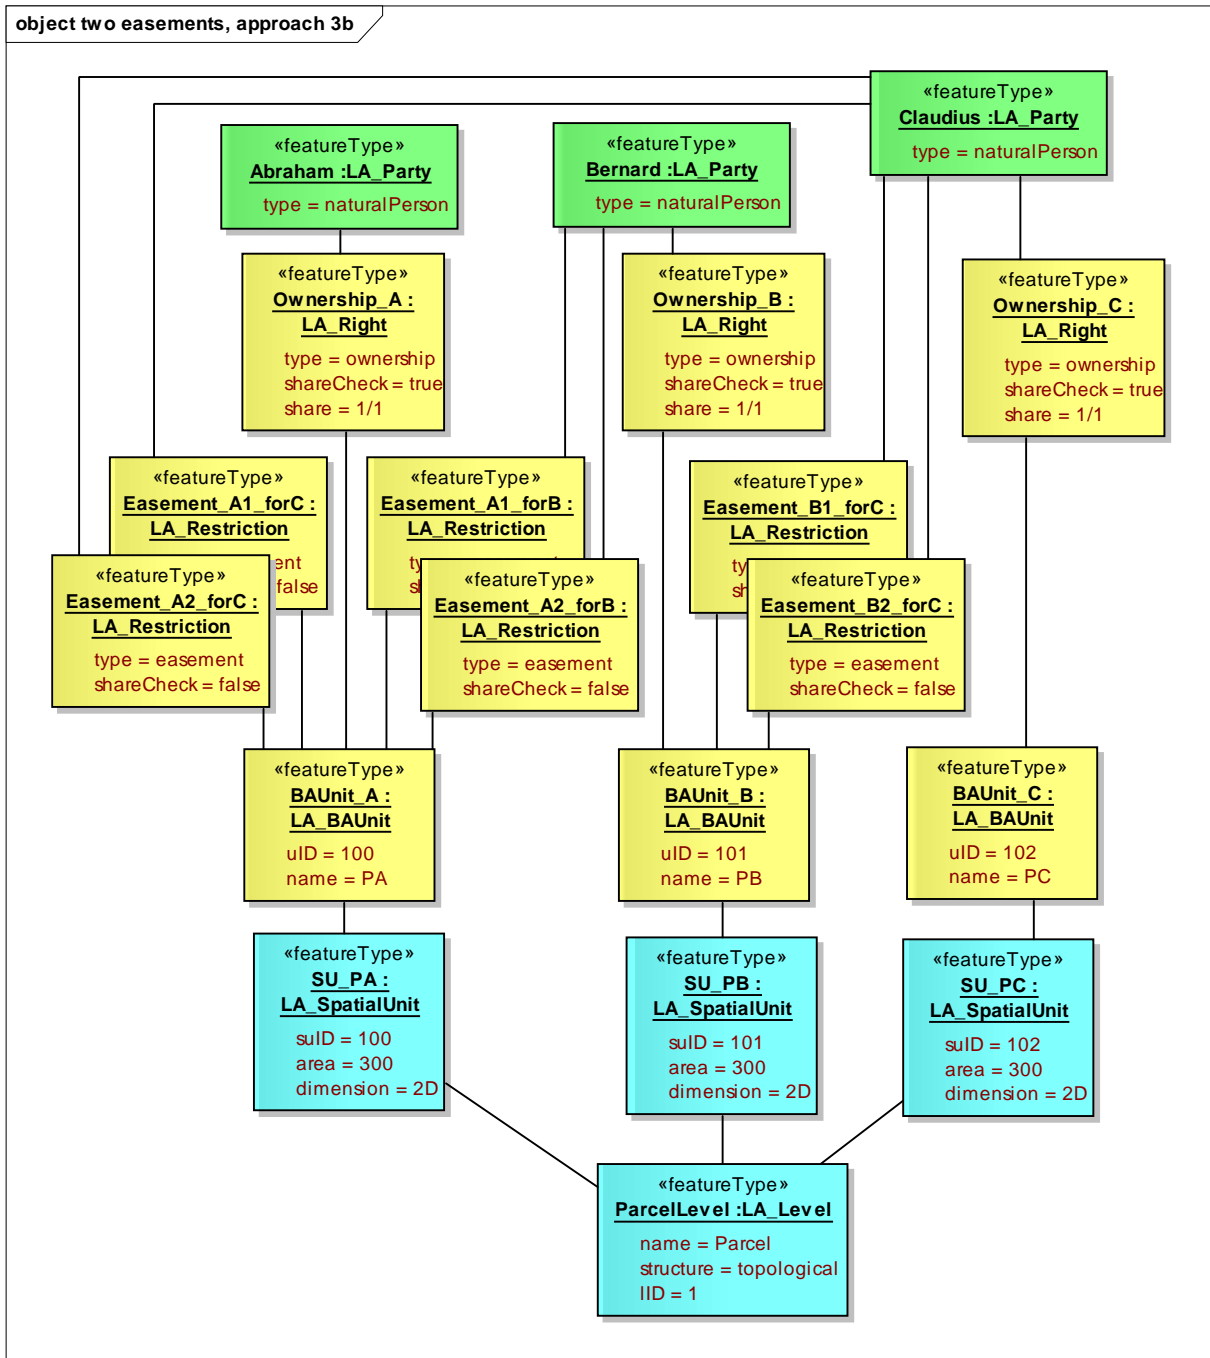 object two easements, approach 3b
«featureType»
Claudius :LA_Party
type = naturalPerson
«featureType»
Abraham :LA_Party
type = naturalPerson
«featureType»
Bernard :LA_Party
type = naturalPerson
«featureType»
Ownership_A :
LA_Right
type = ownership
shareCheck = true
share = 1/1
«featureType»
Ownership_B :
LA_Right
type = ownership
shareCheck = true
share = 1/1
«featureType»
Ownership_C :
LA_Right
type = ownership
shareCheck = true
share = 1/1
«featureType»
Easement_A1_forC :
LA_Restriction
«featureType»
Easement_A2_forC :
LA_Restriction
type = easement
shareCheck = false
«featureType»
Easement_A1_forB :
LA_Restriction
«featureType»
Easement_A2_forB :
LA_Restriction
type = easement
shareCheck = false
«featureType»
Easement_B1_forC :
LA_Restriction
«featureType»
Easement_B2_forC :
LA_Restriction
type = easement
shareCheck = false
«featureType»
BAUnit_A :
LA_BAUnit
uID = 100
name = PA
«featureType»
BAUnit_B :
LA_BAUnit
uID = 101
name = PB
«featureType»
BAUnit_C :
LA_BAUnit
uID = 102
name = PC
«featureType»
SU_PA :
LA_SpatialUnit
suID = 100
area = 300
dimension = 2D
«featureType»
SU_PB :
LA_SpatialUnit
suID = 101
area = 300
dimension = 2D
«featureType»
SU_PC :
LA_SpatialUnit
suID = 102
area = 300
dimension = 2D
«featureType»
ParcelLevel :LA_Level
name = Parcel
structure = topological
lID = 1